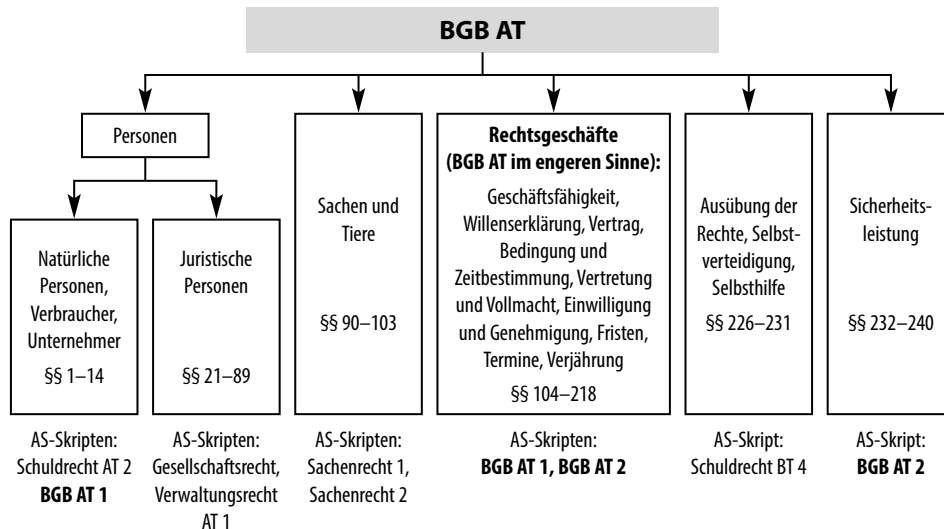 BGB AT
Personen
Natürliche
Personen,
Verbraucher,
Unternehmer
§§ 1–14
AS-Skripten:
Schuldrecht AT 2
BGB AT 1
Juristische
Personen
§§ 21–89
AS-Skripten:
Gesellschaftsrecht,
Verwaltungsrecht
AT 1
Sachen und
Tiere
§§ 90–103
AS-Skripten:
Sachenrecht 1,
Sachenrecht 2
Rechtsgeschäfte
(BGB AT im engeren Sinne):
Geschäftsfähigkeit,
Willenserklärung, Vertrag,
Bedingung und
Zeitbestimmung, Vertretung
und Vollmacht, Einwilligung
und Genehmigung, Fristen,
Termine, Verjährung
§§ 104–218
AS-Skripten:
BGB AT 1, BGB AT 2
Ausübung der
Rechte, Selbst-
verteidigung,
Selbsthilfe
§§ 226–231
AS-Skript:
Schuldrecht BT 4
Sicherheits-
leistung
§§ 232–240
AS-Skript:
BGB AT 2